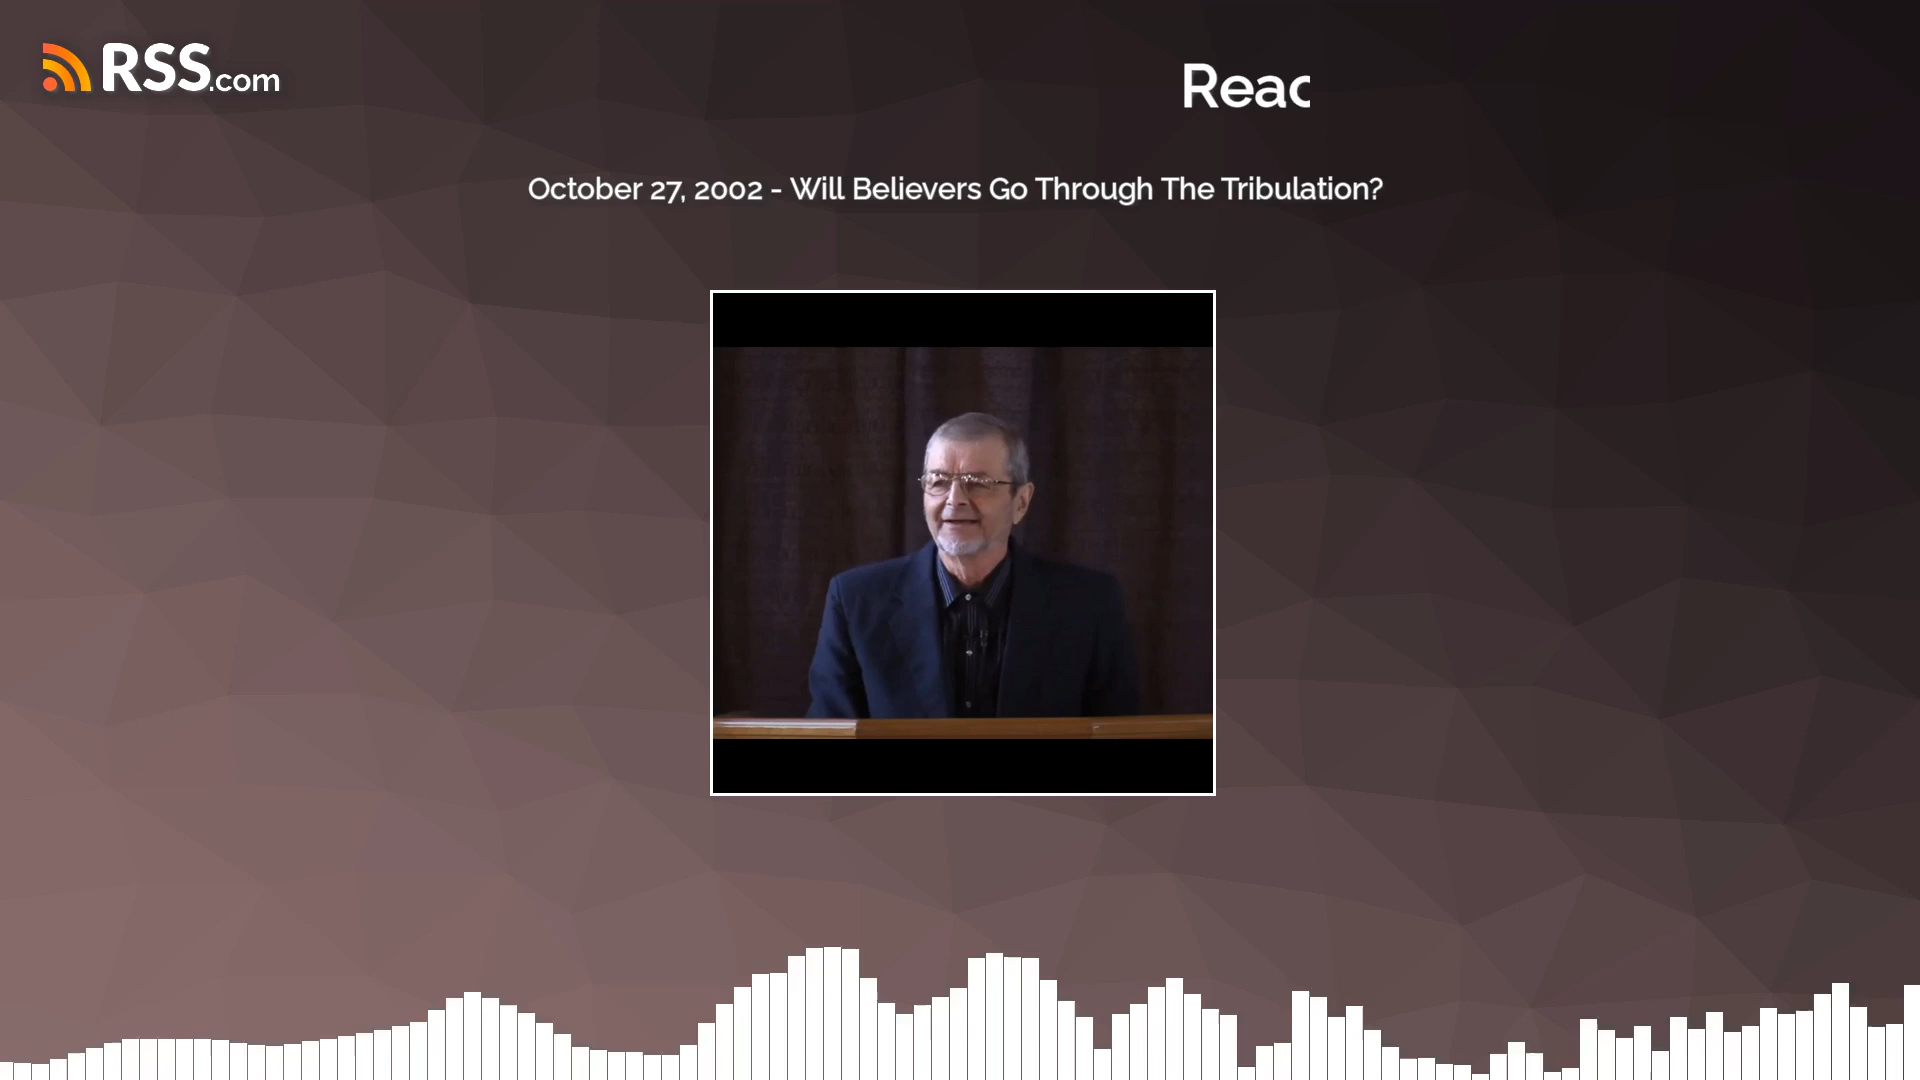 RSS.com
Reac
October 27, 2002 - Will Believers Go Through The Tribulation?